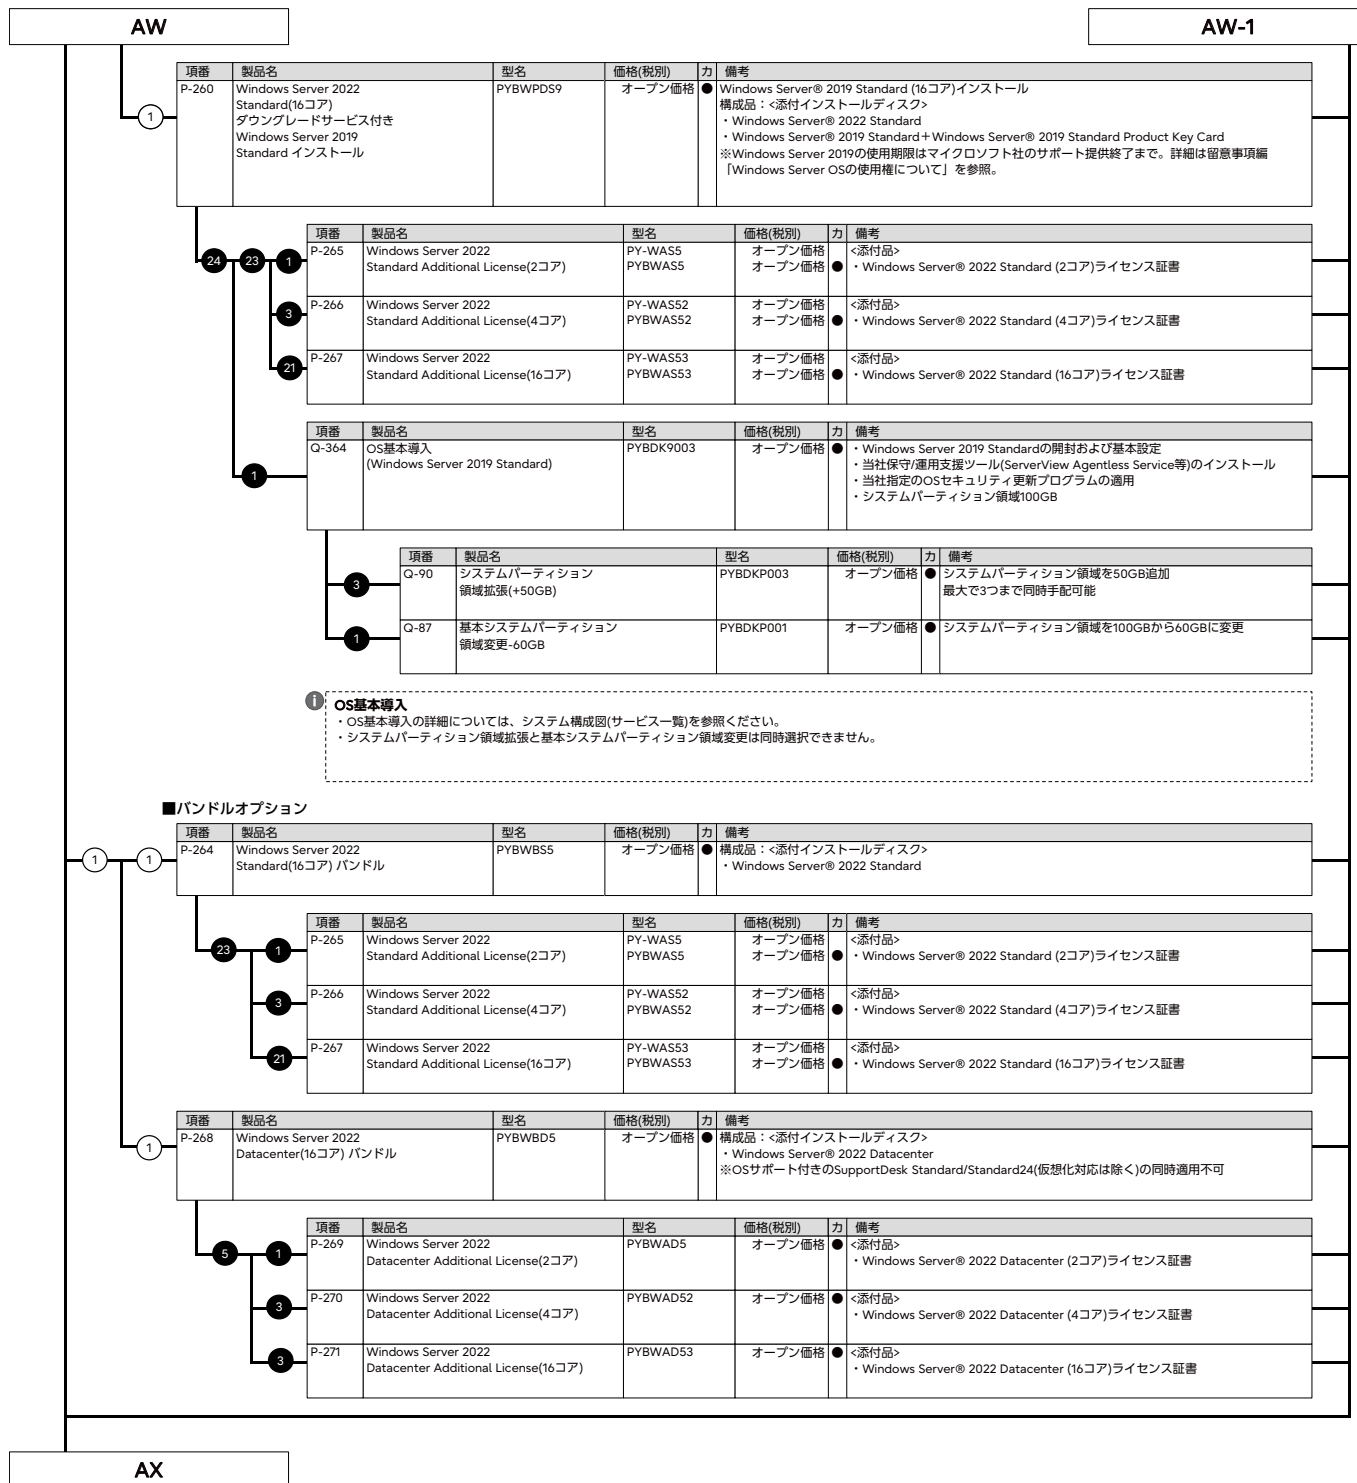 AW
AW-1
項番 製品名 型名 価格(税別) カ 備考
P-260 Windows Server 2022 PYBWPDS9 オープン価格 ● Windows Server® 2019 Standard (16コア)インストール
Standard(16コア) 構成品：<添付インストールディスク>
ダウングレードサービス付き ・Windows Server® 2022 Standard
Windows Server 2019 ・Windows Server® 2019 Standard＋Windows Server® 2019 Standard Product Key Card
Standard インストール ※Windows Server 2019の使用期限はマイクロソフト社のサポート提供終了まで。詳細は留意事項編
「Windows Server OSの使用権について」を参照。
1
項番 製品名 型名 価格(税別) カ 備考
24 23 1 P-265 Windows Server 2022 PY-WAS5 オープン価格 <添付品>
Standard Additional License(2コア) PYBWAS5 オープン価格 ● ・Windows Server® 2022 Standard (2コア)ライセンス証書
3 P-266 Windows Server 2022 PY-WAS52 オープン価格 <添付品>
Standard Additional License(4コア) PYBWAS52 オープン価格 ● ・Windows Server® 2022 Standard (4コア)ライセンス証書
21 P-267 Windows Server 2022 PY-WAS53 オープン価格 <添付品>
Standard Additional License(16コア) PYBWAS53 オープン価格 ● ・Windows Server® 2022 Standard (16コア)ライセンス証書
項番 製品名 型名 価格(税別) カ 備考
Q-364 OS基本導入 PYBDK9003 オープン価格 ● ・Windows Server 2019 Standardの開封および基本設定
(Windows Server 2019 Standard) ・当社保守/運用支援ツール(ServerView Agentless Service等)のインストール
1 ・当社指定のOSセキュリティ更新プログラムの適用
・システムパーティション領域100GB
項番 製品名 型名 価格(税別) カ 備考
3 Q-90 システムパーティション PYBDKP003 オープン価格 ● システムパーティション領域を50GB追加
領域拡張(+50GB) 最大で3つまで同時手配可能
1 Q-87 基本システムパーティション PYBDKP001 オープン価格 ● システムパーティション領域を100GBから60GBに変更
領域変更-60GB
i OS基本導入
・OS基本導入の詳細については、システム構成図(サービス一覧)を参照ください。
・システムパーティション領域拡張と基本システムパーティション領域変更は同時選択できません。
■バンドルオプション
項番 製品名 型名 価格(税別) カ 備考
1 1 P-264 Windows Server 2022 PYBWBS5 オープン価格 ● 構成品：<添付インストールディスク>
Standard(16コア) バンドル ・Windows Server® 2022 Standard
項番 製品名 型名 価格(税別) カ 備考
23 1 P-265 Windows Server 2022 PY-WAS5 オープン価格 <添付品>
Standard Additional License(2コア) PYBWAS5 オープン価格 ● ・Windows Server® 2022 Standard (2コア)ライセンス証書
3 P-266 Windows Server 2022 PY-WAS52 オープン価格 <添付品>
Standard Additional License(4コア) PYBWAS52 オープン価格 ● ・Windows Server® 2022 Standard (4コア)ライセンス証書
21 P-267 Windows Server 2022 PY-WAS53 オープン価格 <添付品>
Standard Additional License(16コア) PYBWAS53 オープン価格 ● ・Windows Server® 2022 Standard (16コア)ライセンス証書
項番 製品名 型名 価格(税別) カ 備考
1 P-268 Windows Server 2022 PYBWBD5 オープン価格 ● 構成品：<添付インストールディスク>
Datacenter(16コア) バンドル ・Windows Server® 2022 Datacenter
※OSサポート付きのSupportDesk Standard/Standard24(仮想化対応は除く)の同時適用不可
項番 製品名 型名 価格(税別) カ 備考
5 1 P-269 Windows Server 2022 PYBWAD5 オープン価格 ● <添付品>
Datacenter Additional License(2コア) ・Windows Server® 2022 Datacenter (2コア)ライセンス証書
3 P-270 Windows Server 2022 PYBWAD52 オープン価格 ● <添付品>
Datacenter Additional License(4コア) ・Windows Server® 2022 Datacenter (4コア)ライセンス証書
3 P-271 Windows Server 2022 PYBWAD53 オープン価格 ● <添付品>
Datacenter Additional License(16コア) ・Windows Server® 2022 Datacenter (16コア)ライセンス証書
AX